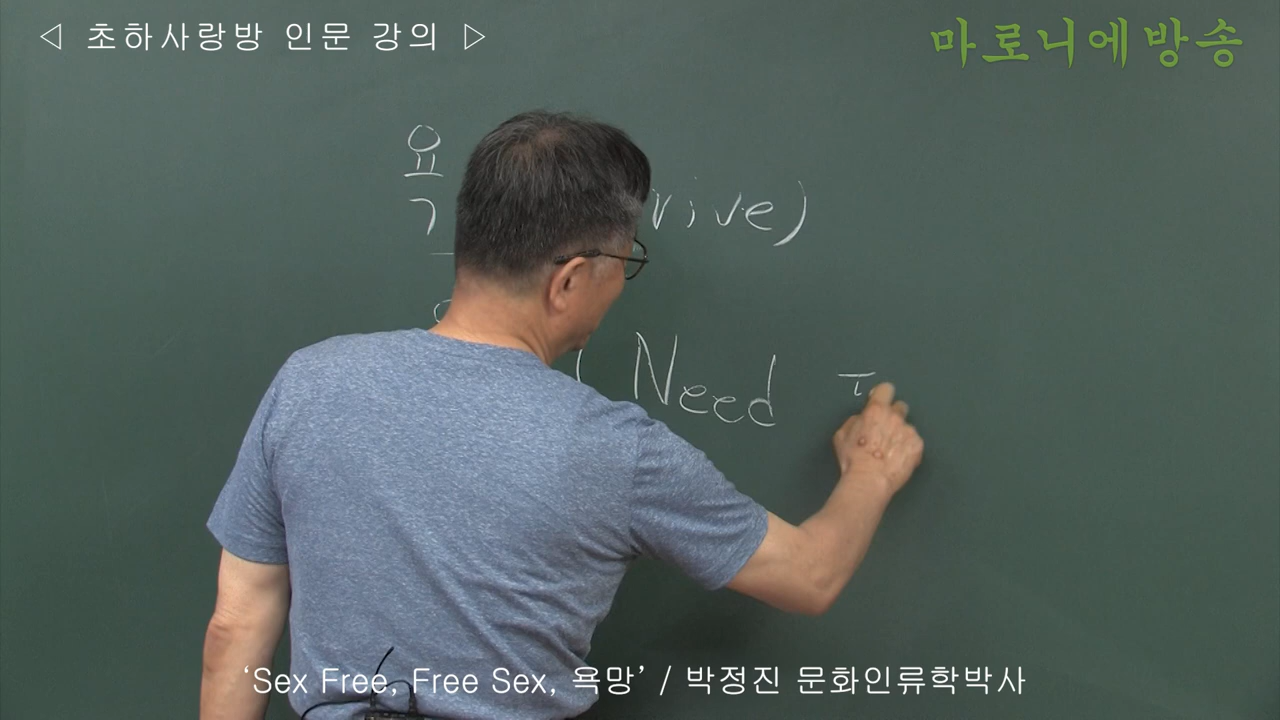 ◁ 초하사랑방 인문 강의 ▷
마로니에방송
요
rive)
( Need
'Sex Free, Free Sex, 욕망' / 박정진 문화인류학박사